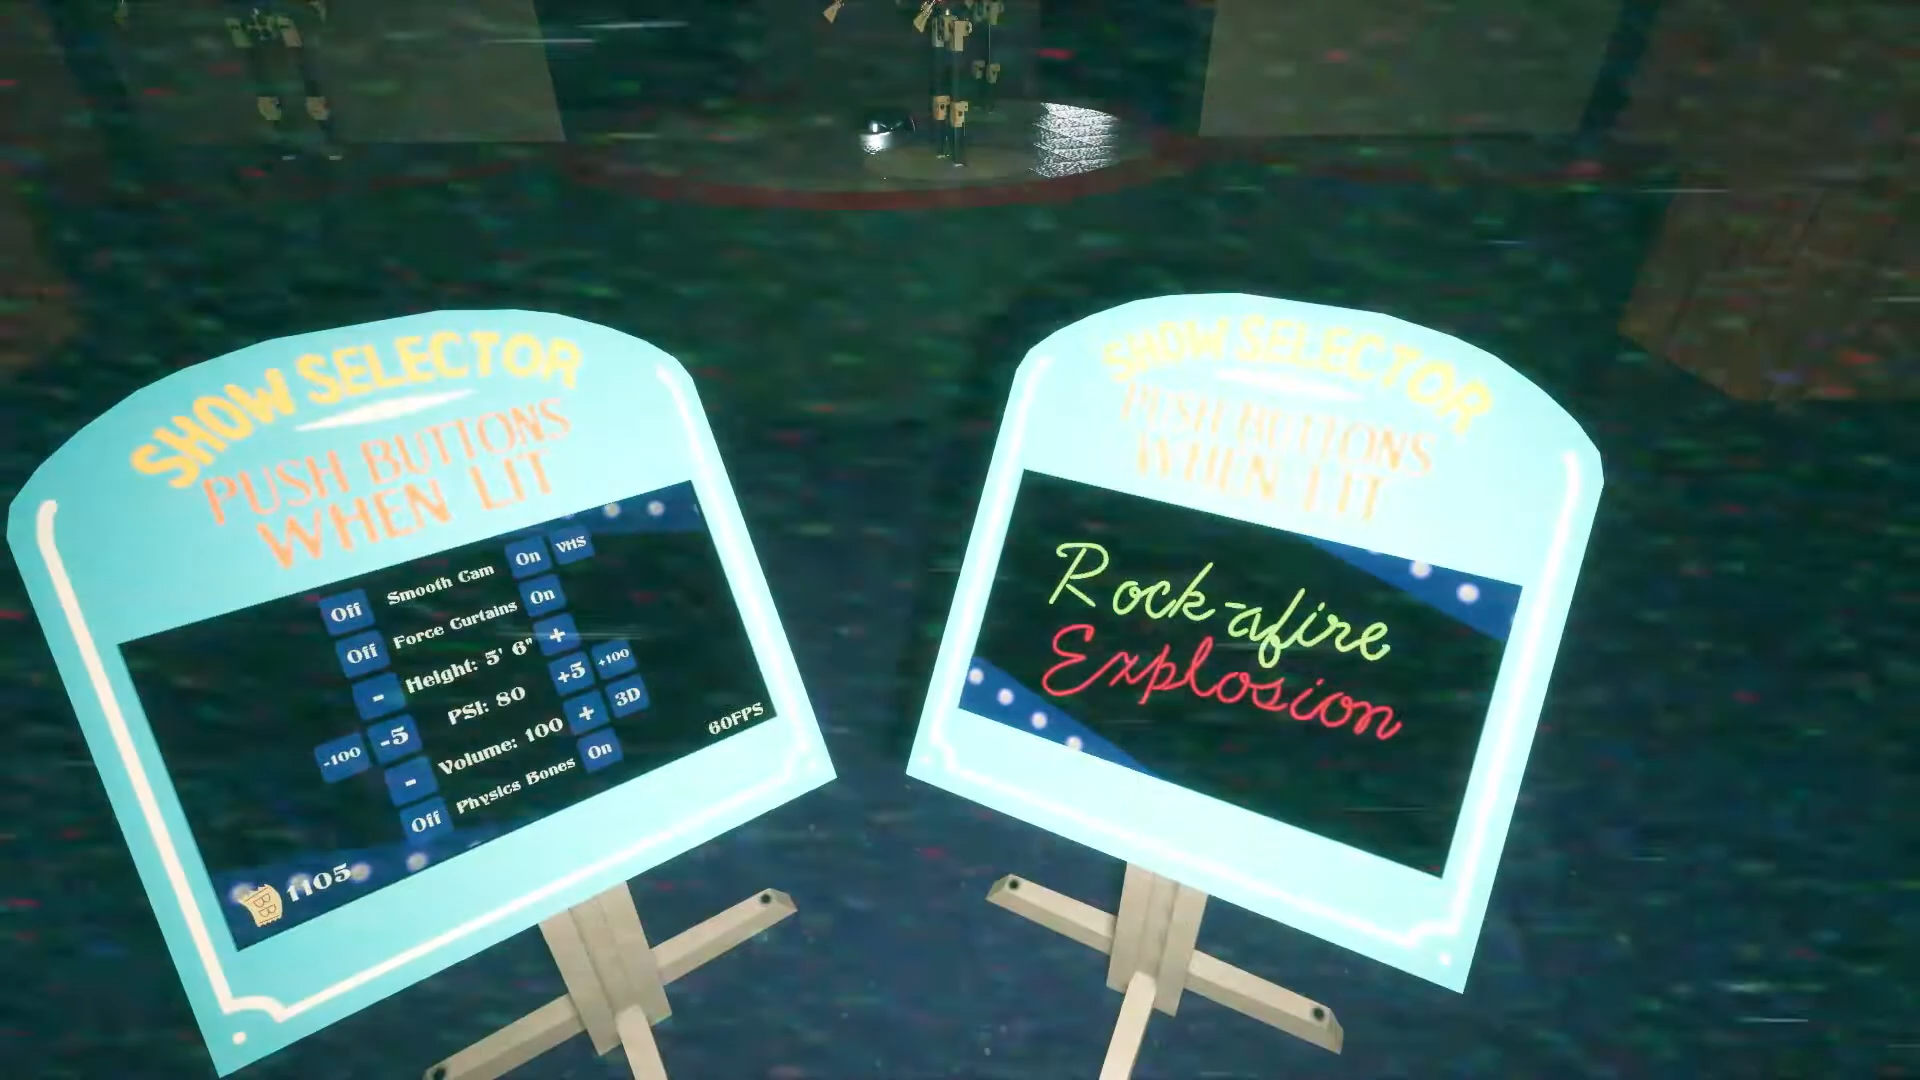 SHOW SELECTOR
PUSH BUTTONS
WHEN LIT
Off Smooth Cam On VHS
Off Force Curtains On
- Height: 5' 6" +
-100 -5 PSI: 80 +5 +100
- Volume: 100 + 3D
Off Physics Bones On
60FPS
BB 1105
SHOW SELECTOR
PUSH BUTTONS
WHEN LIT
Rock-afire
Explosion